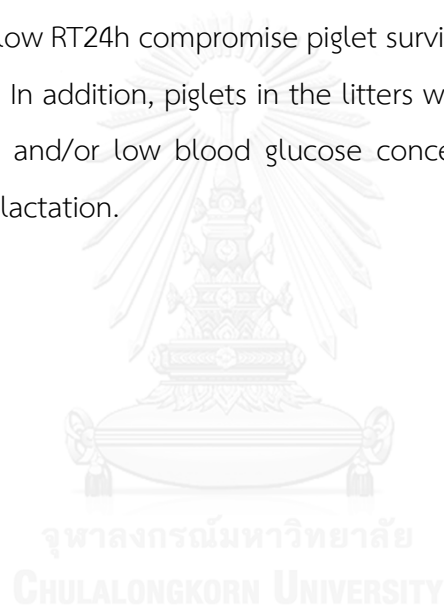 low RT24h compromise piglet survi
In addition, piglets in the litters w
and/or low blood glucose conce
lactation.
จุฬาลงกรณ์มหาวิทยาลัย
CHULALONGKORN UNIVERSITY